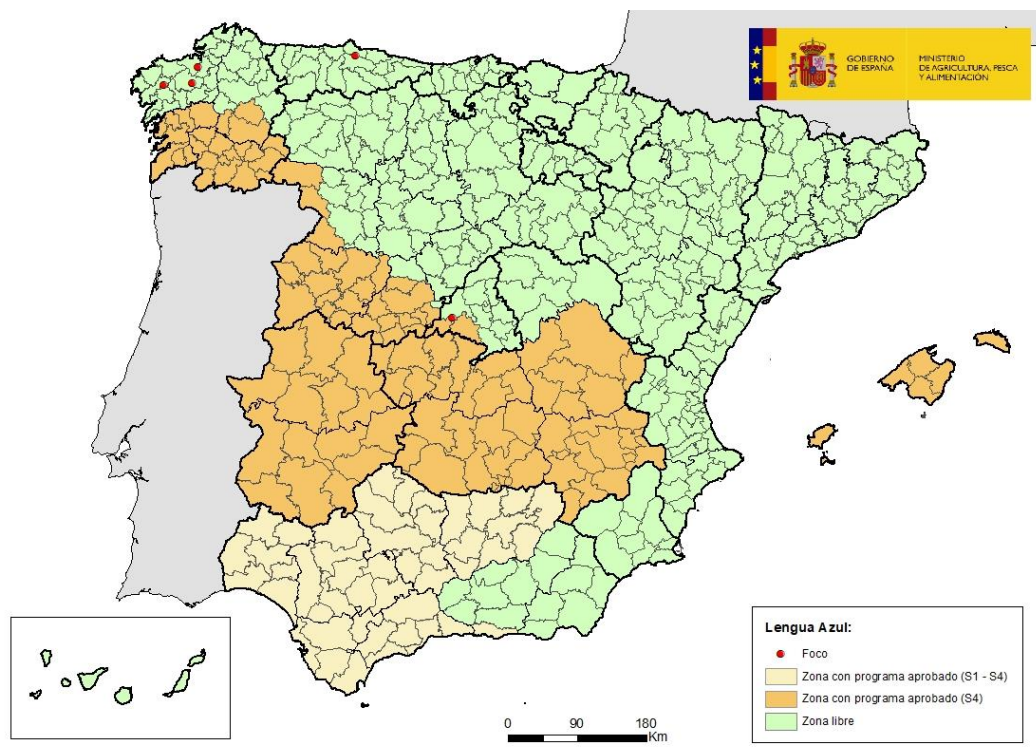 GOBIERNO
DE ESPAÑA
MINISTERIO
DE AGRICULTURA, PESCA
Y ALIMENTACIÓN
Lengua Azul:
Foco
Zona con programa aprobado (S1 - S4)
Zona con programa aprobado (S4)
Zona libre
0 90 180
Km